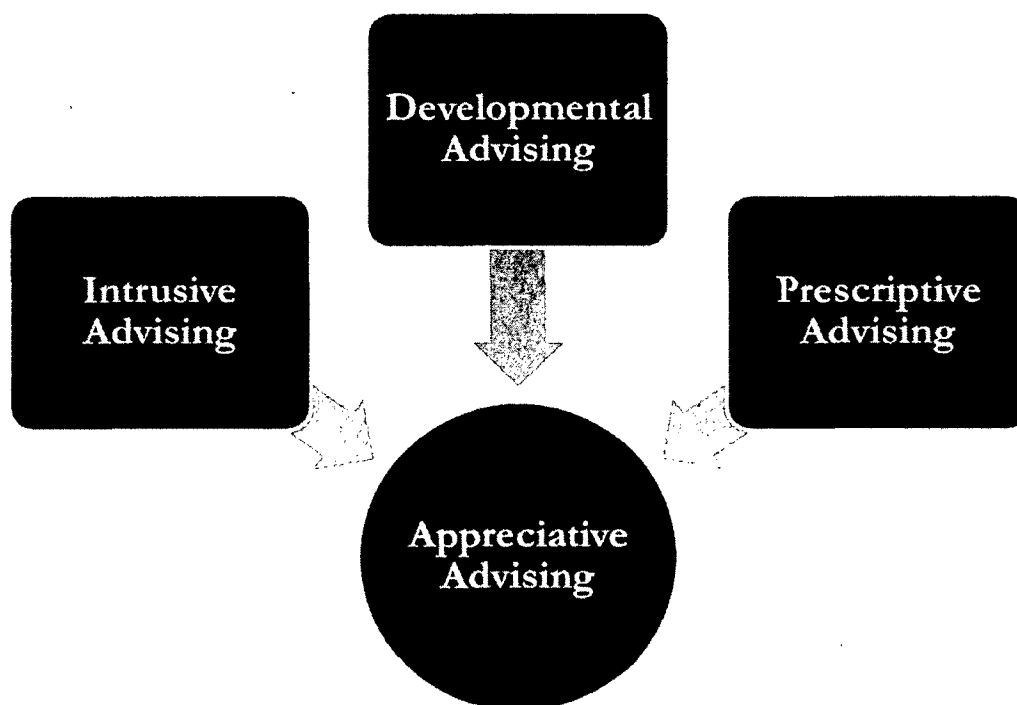 Developmental
Advising
Intrusive
Advising
Prescriptive
Advising
Appreciative
Advising